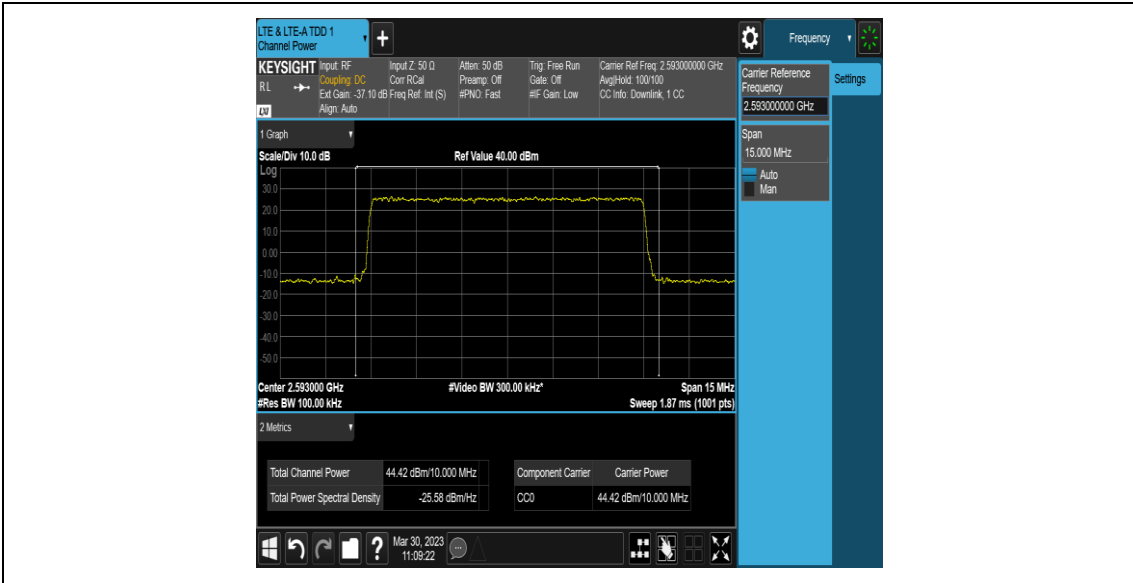 LTE & LTE-A TDD 1
Channel Power
Frequency
KEYSIGHT
RL
LXI
Input: RF
Coupling: DC
Ext Gain: -37.10 dB
Align: Auto
Input Z: 50 Ω
Corr RCal
Freq Ref: Int (S)
Atten: 50 dB
Preamp: Off
#PNO: Fast
Trig: Free Run
Gate: Off
#IF Gain: Low
Carrier Ref Freq: 2.593000000 GHz
Avg|Hold: 100/100
CC Info: Downlink, 1 CC
Carrier Reference
Frequency
2.593000000 GHz
Settings
Span
15.000 MHz
Auto
Man
1 Graph
Scale/Div 10.0 dB
Ref Value 40.00 dBm
Log
30.0
20.0
10.0
0.00
-10.0
-20.0
-30.0
-40.0
-50.0
Center 2.593000 GHz
#Video BW 300.00 kHz*
Span 15 MHz
#Res BW 100.00 kHz
Sweep 1.87 ms (1001 pts)
2 Metrics
Total Channel Power 44.42 dBm/10.000 MHz
Total Power Spectral Density -25.58 dBm/Hz
Component Carrier Carrier Power
CC0 44.42 dBm/10.000 MHz
?
Mar 30, 2023
11:09:22